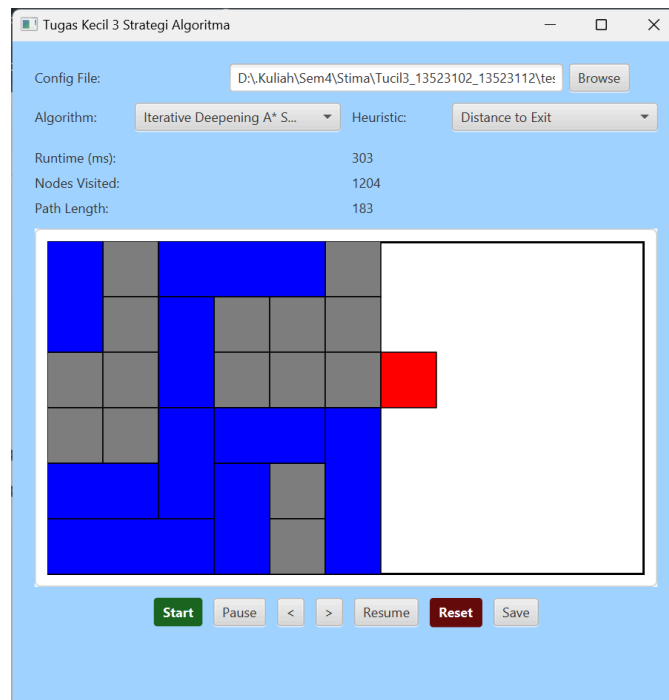 Tugas Kecil 3 Strategi Algoritma
Config File: D:\.Kuliah\Sem4\Stima\Tucil3_13523102_13523112\tes Browse
Algorithm: Iterative Deepening A* S... Heuristic: Distance to Exit
Runtime (ms): 303
Nodes Visited: 1204
Path Length: 183
Start Pause < > Resume Reset Save